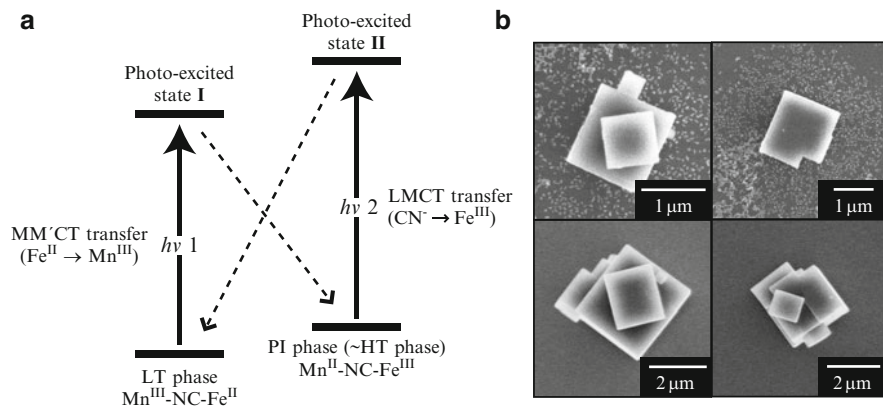 a
Photo-excited
state II
Photo-excited
state I
LMCT transfer
(CN⁻ → Feᴵᴵᴵ)
hν 2
MM´CT transfer
(Feᴵᴵ → Mnᴵᴵᴵ)
hν 1
PI phase (~HT phase)
Mnᴵᴵ-NC-Feᴵᴵᴵ
LT phase
Mnᴵᴵᴵ-NC-Feᴵᴵ
b
1 μm
1 μm
2 μm
2 μm